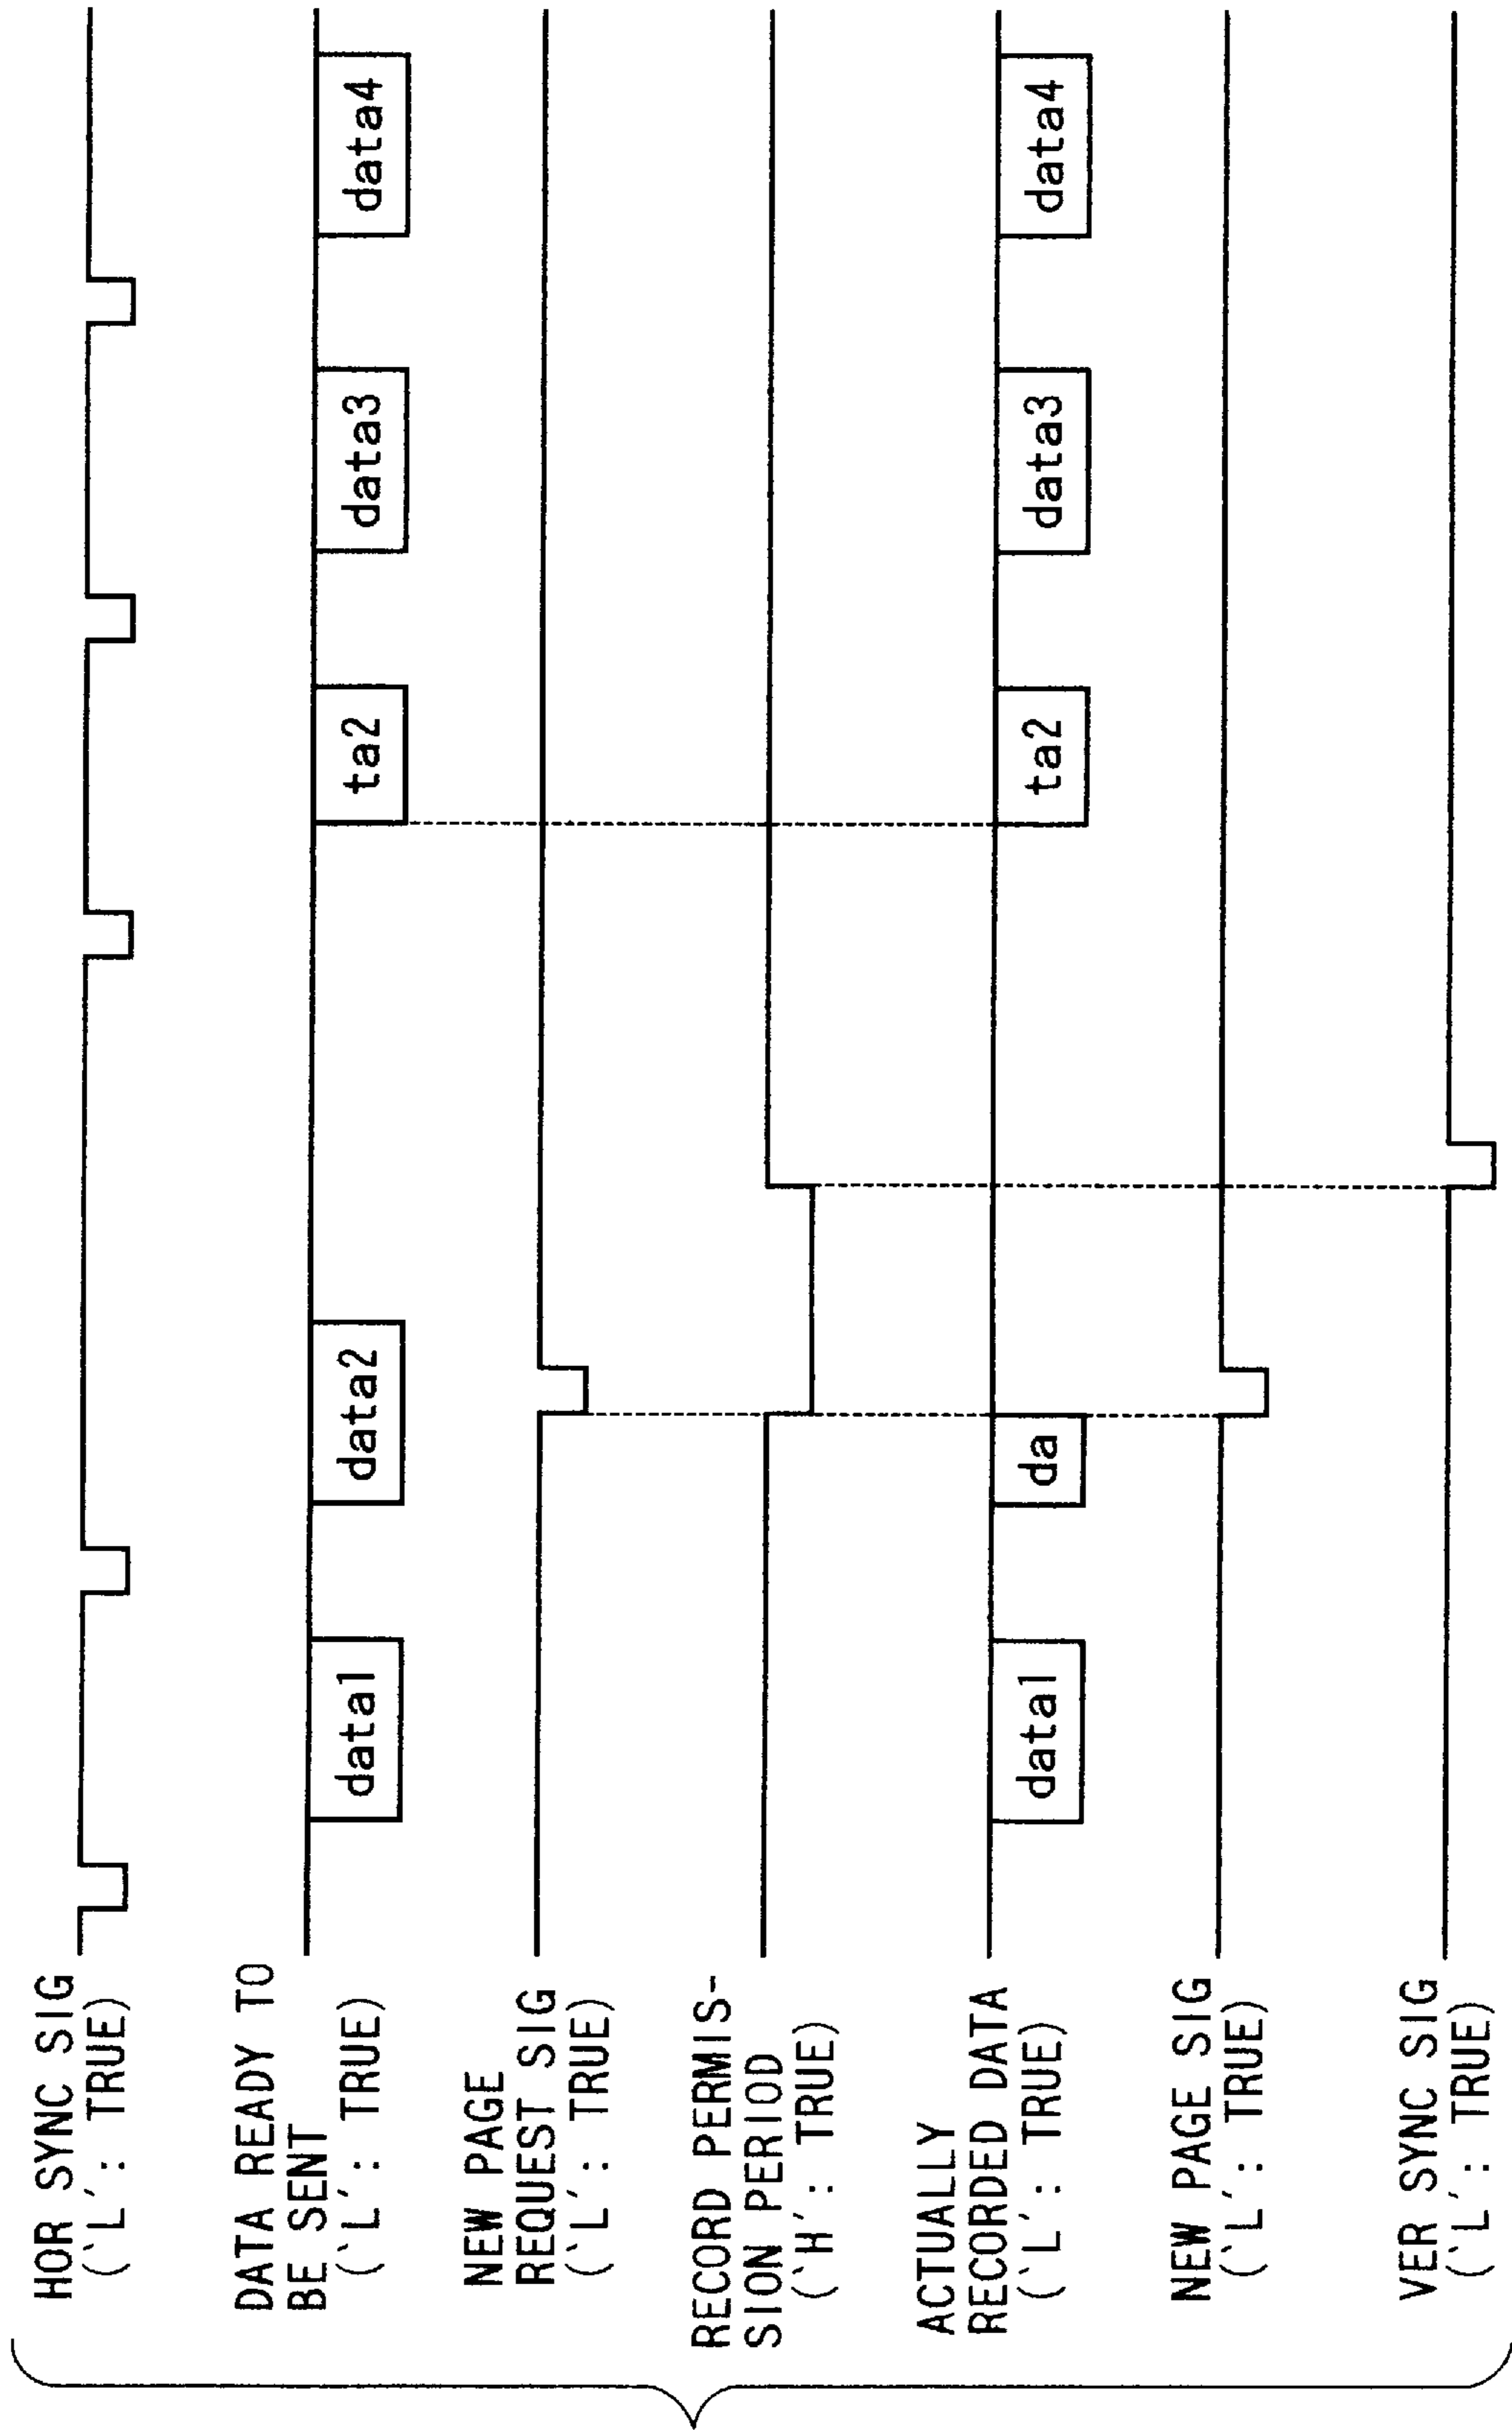 HOR SYNC SIG
(`L´: TRUE)
data1
data2
ta2
data3
data4
DATA READY TO
BE SENT
(`L´: TRUE)
NEW PAGE
REQUEST SIG
(`L´: TRUE)
RECORD PERMIS-
SION PERIOD
(`H´: TRUE)
ACTUALLY
RECORDED DATA
(`L´: TRUE)
data1
da
ta2
data3
data4
NEW PAGE SIG
(`L´: TRUE)
VER SYNC SIG
(`L´: TRUE)